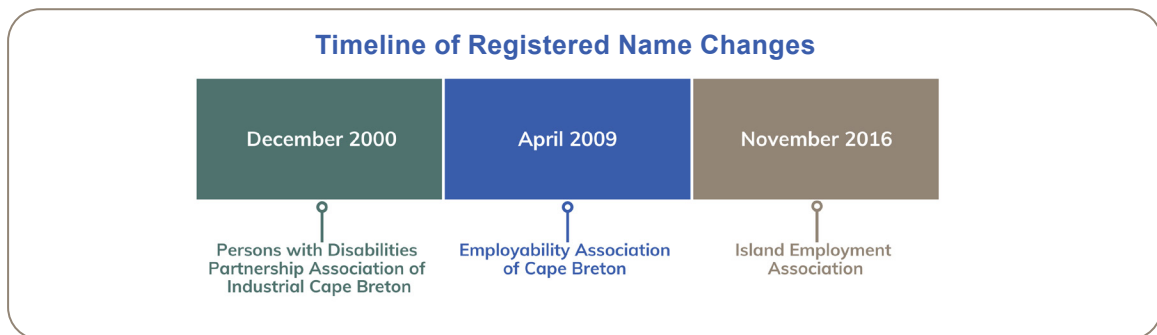 Timeline of Registered Name Changes
December 2000
April 2009
November 2016
Persons with Disabilities
Partnership Association of
Industrial Cape Breton
Employability Association
of Cape Breton
Island Employment
Association